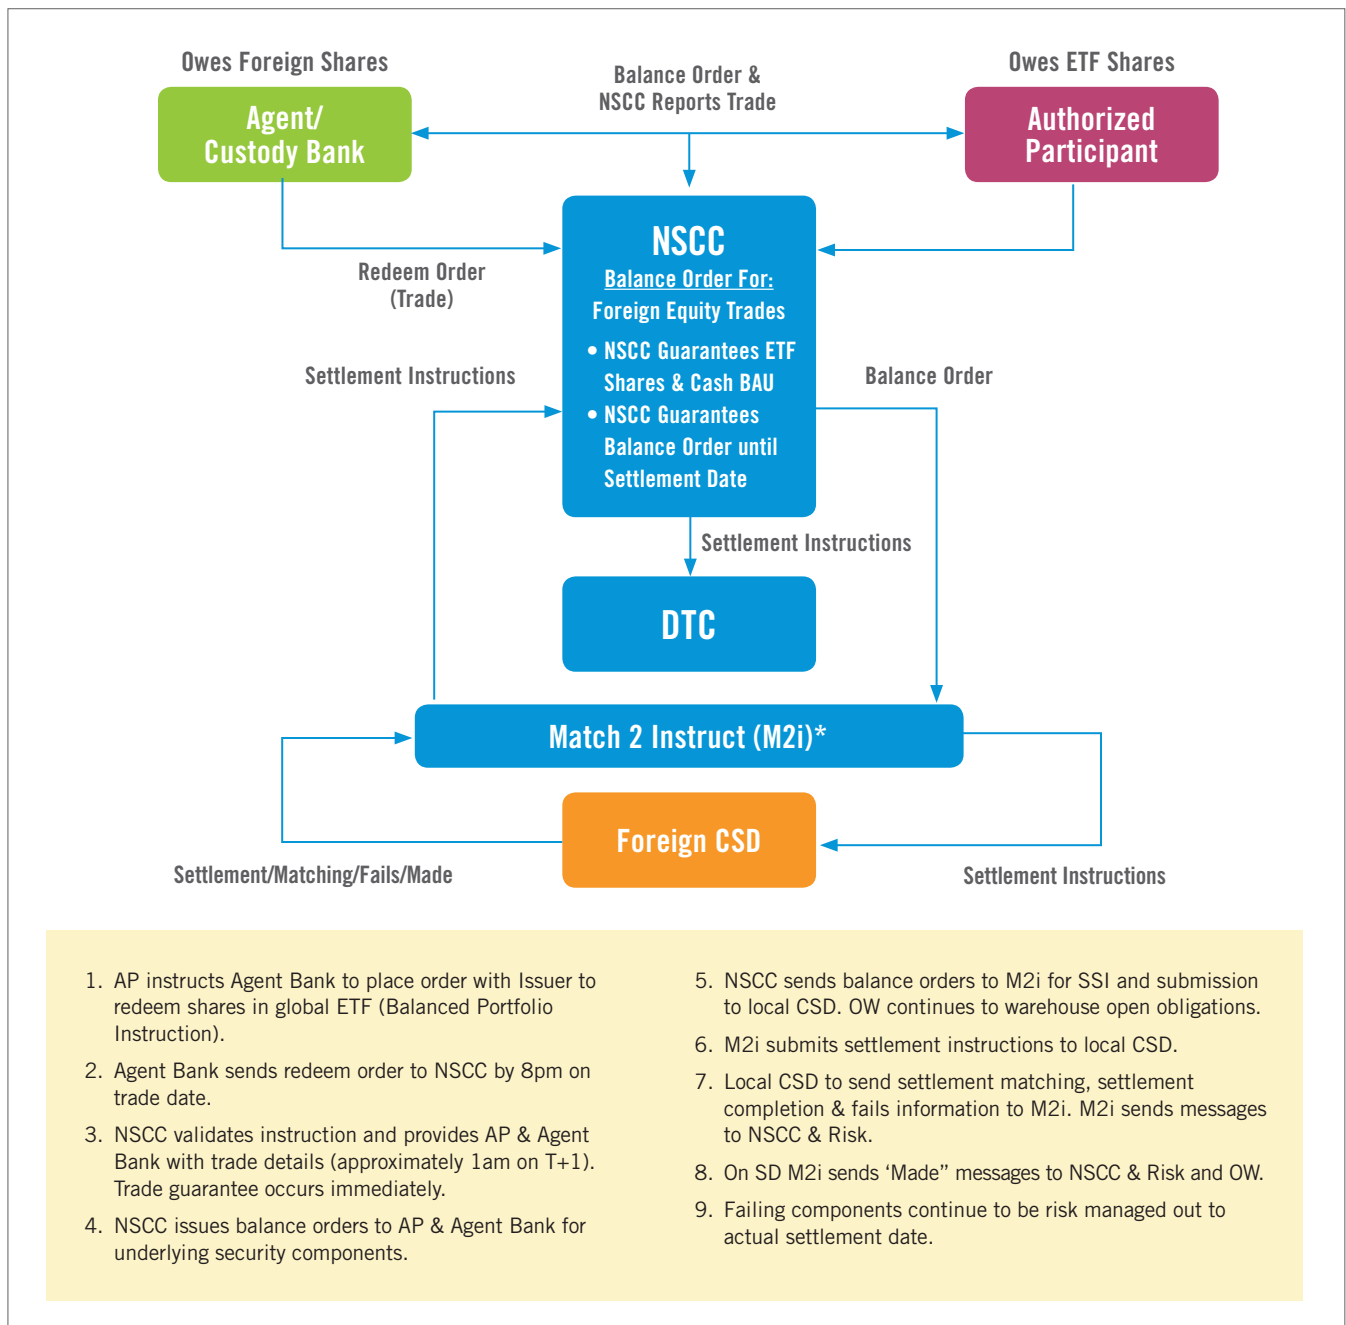 Owes Foreign Shares
Agent/
Custody Bank
Balance Order &
NSCC Reports Trade
Owes ETF Shares
Authorized
Participant
Redeem Order
(Trade)
NSCC
Balance Order For:
Foreign Equity Trades
• NSCC Guarantees ETF
Shares & Cash BAU
• NSCC Guarantees
Balance Order until
Settlement Date
Settlement Instructions
Balance Order
Settlement Instructions
DTC
Match 2 Instruct (M2i)*
Foreign CSD
Settlement/Matching/Fails/Made
Settlement Instructions
1. AP instructs Agent Bank to place order with Issuer to
redeem shares in global ETF (Balanced Portfolio
Instruction).
2. Agent Bank sends redeem order to NSCC by 8pm on
trade date.
3. NSCC validates instruction and provides AP & Agent
Bank with trade details (approximately 1am on T+1).
Trade guarantee occurs immediately.
4. NSCC issues balance orders to AP & Agent Bank for
underlying security components.
5. NSCC sends balance orders to M2i for SSI and submission
to local CSD. OW continues to warehouse open obligations.
6. M2i submits settlement instructions to local CSD.
7. Local CSD to send settlement matching, settlement
completion & fails information to M2i. M2i sends messages
to NSCC & Risk.
8. On SD M2i sends ‘Made” messages to NSCC & Risk and OW.
9. Failing components continue to be risk managed out to
actual settlement date.